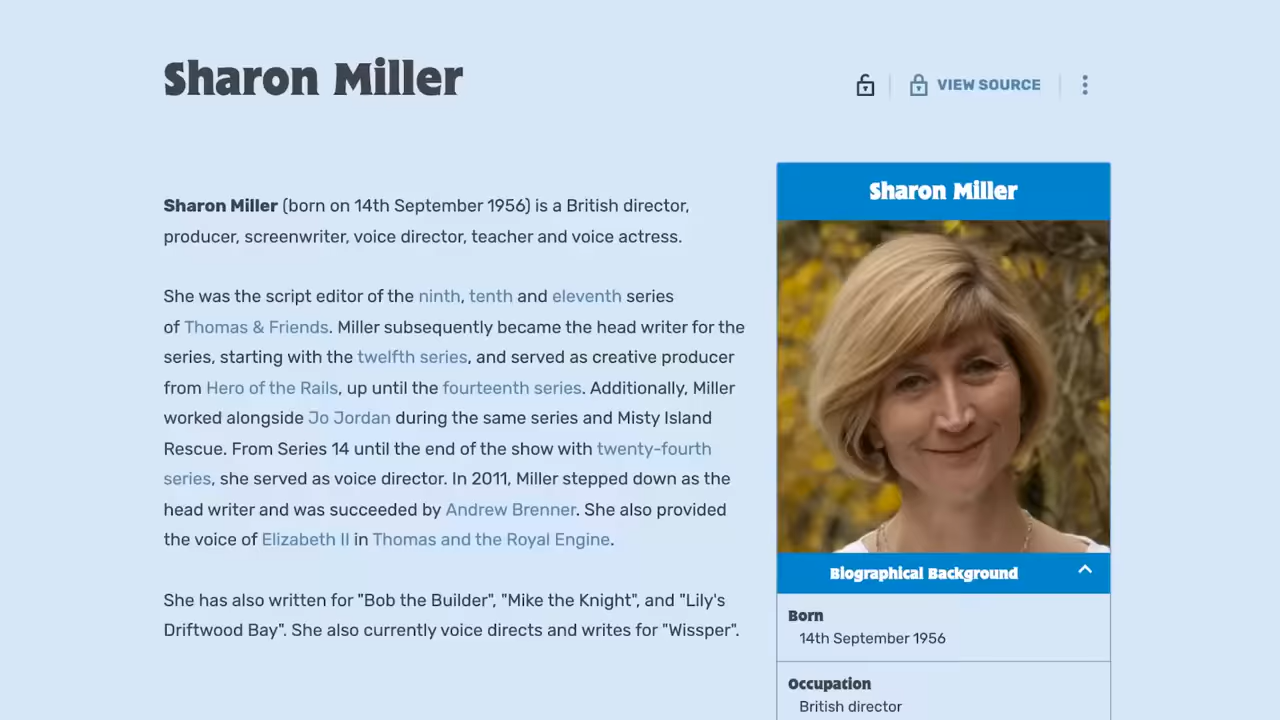 Sharon Miller
VIEW SOURCE
Sharon Miller (born on 14th September 1956) is a British director,
producer, screenwriter, voice director, teacher and voice actress.
She was the script editor of the ninth, tenth and eleventh series
of Thomas & Friends. Miller subsequently became the head writer for the
series, starting with the twelfth series, and served as creative producer
from Hero of the Rails, up until the fourteenth series. Additionally, Miller
worked alongside Jo Jordan during the same series and Misty Island
Rescue. From Series 14 until the end of the show with twenty-fourth
series, she served as voice director. In 2011, Miller stepped down as the
head writer and was succeeded by Andrew Brenner. She also provided
the voice of Elizabeth II in Thomas and the Royal Engine.
She has also written for "Bob the Builder", "Mike the Knight", and "Lily's
Driftwood Bay". She also currently voice directs and writes for "Wissper".
Sharon Miller
Biographical Background
Born
14th September 1956
Occupation
British director